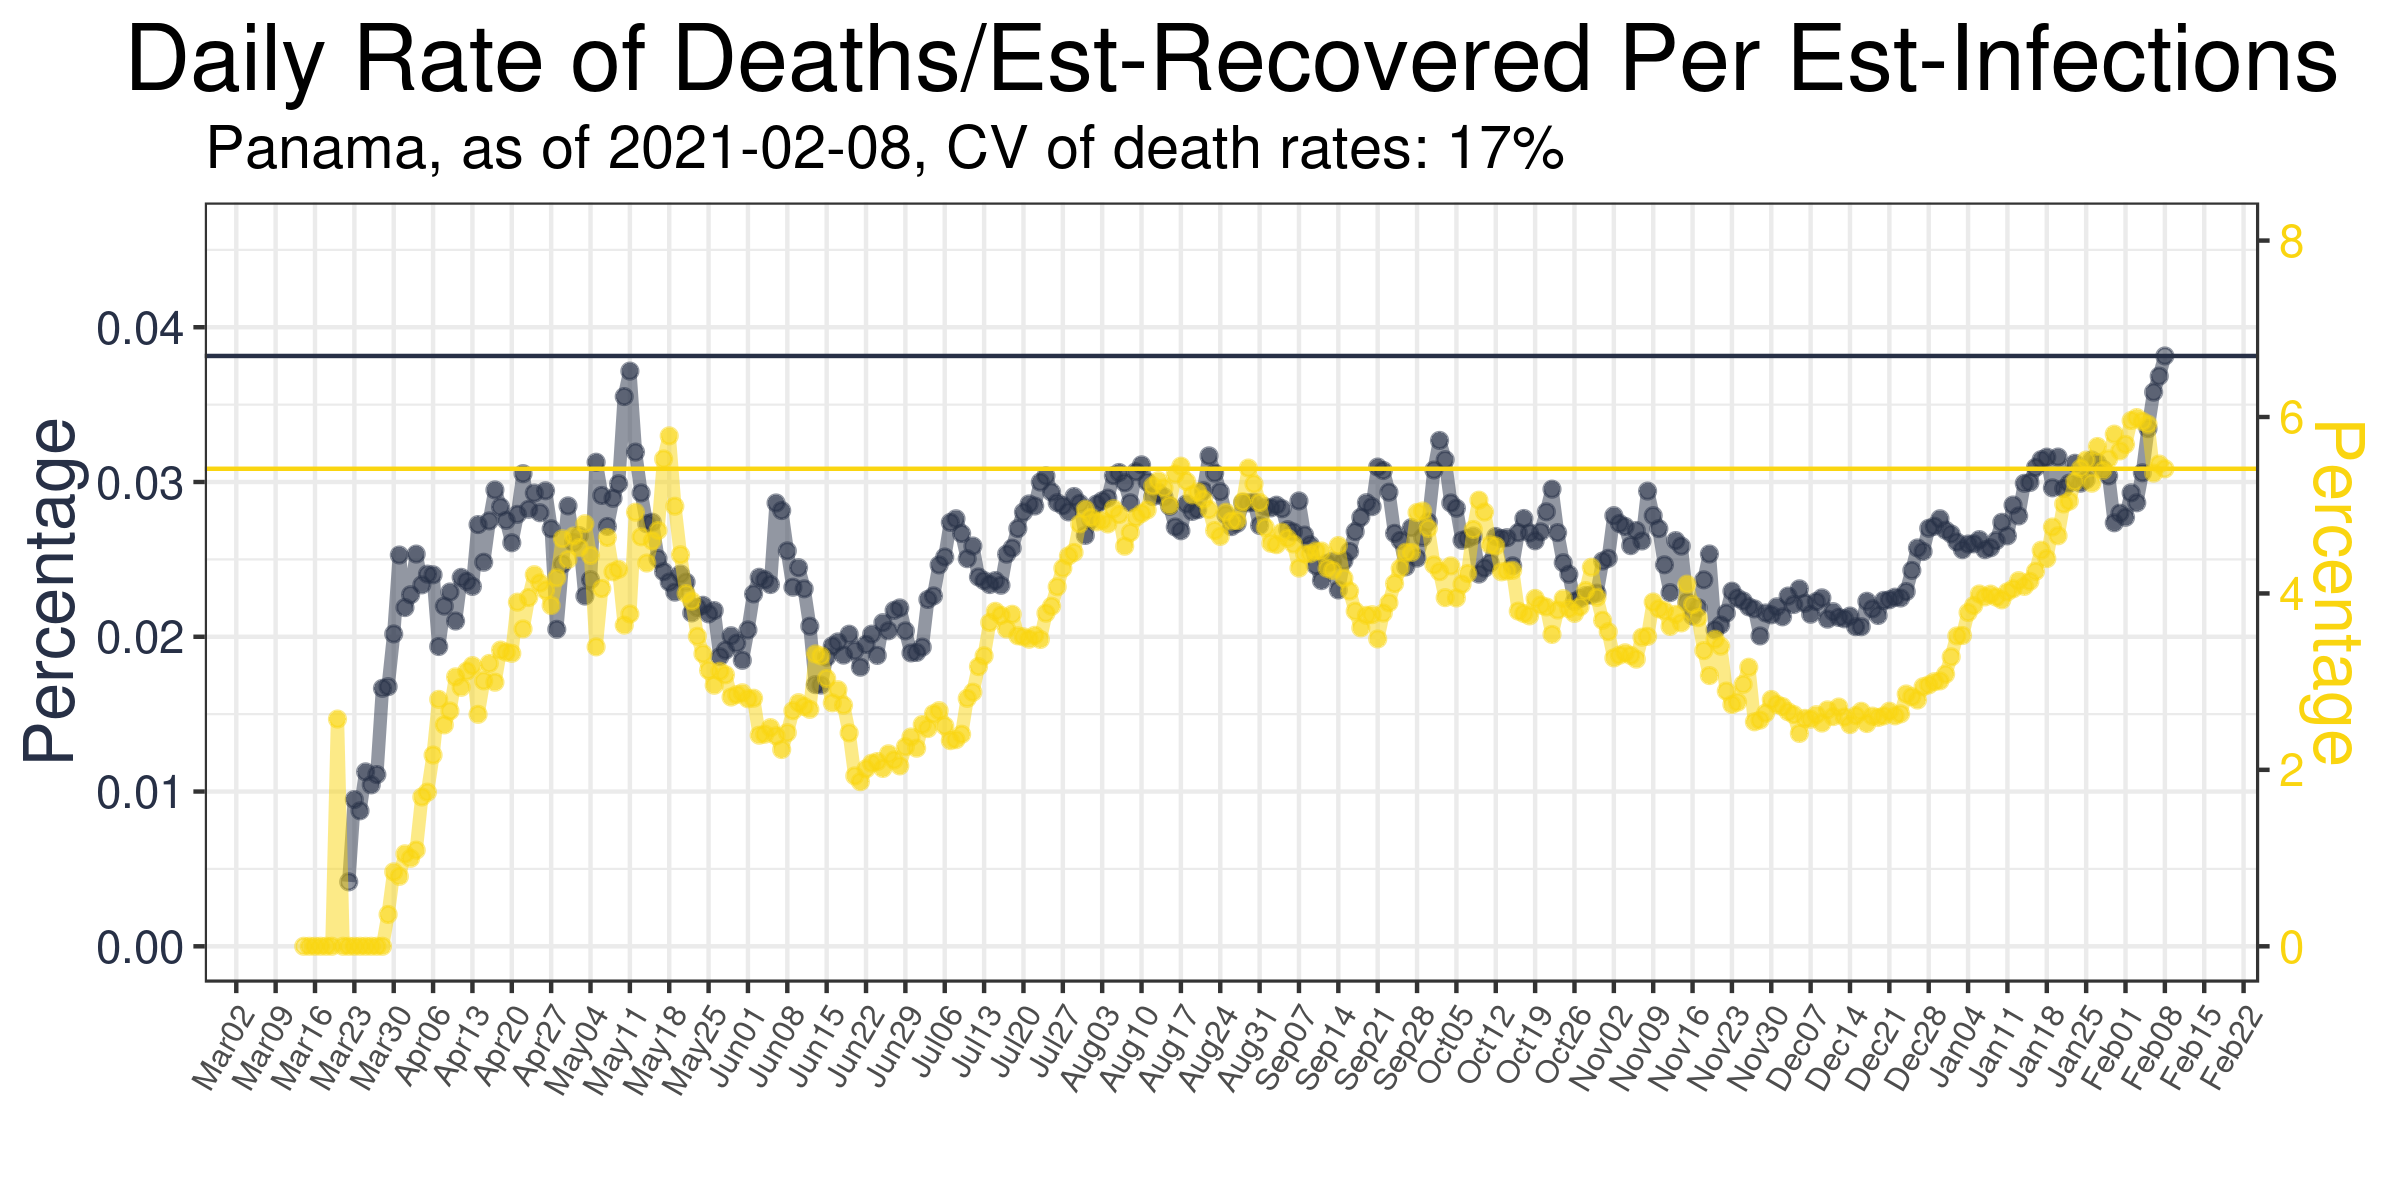 Daily Rate of Deaths/Est-Recovered Per Est-Infections
Panama, as of 2021-02-08, CV of death rates: 17%
Percentage
0.04
0.03
0.02
0.01
0.00
8
6
4
2
0
Percentage
Mar02
Mar09
Mar16
Mar23
Mar30
Apr06
Apr13
Apr20
Apr27
May04
May11
May18
May25
Jun01
Jun08
Jun15
Jun22
Jun29
Jul06
Jul13
Jul20
Jul27
Aug03
Aug10
Aug17
Aug24
Aug31
Sep07
Sep14
Sep21
Sep28
Oct05
Oct12
Oct19
Oct26
Nov02
Nov09
Nov16
Nov23
Nov30
Dec07
Dec14
Dec21
Dec28
Jan04
Jan11
Jan18
Jan25
Feb01
Feb08
Feb15
Feb22